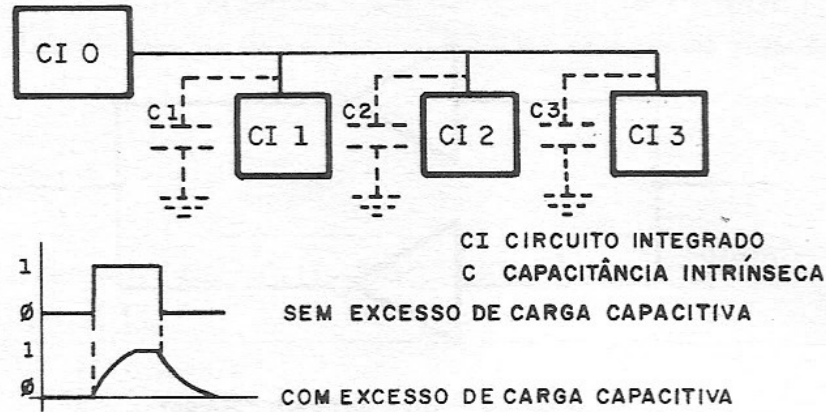 CI 0
C1
CI 1
C2
CI 2
C3
CI 3
CI CIRCUITO INTEGRADO
C CAPACITÂNCIA INTRÍNSECA
1
Ø
SEM EXCESSO DE CARGA CAPACITIVA
1
Ø
COM EXCESSO DE CARGA CAPACITIVA